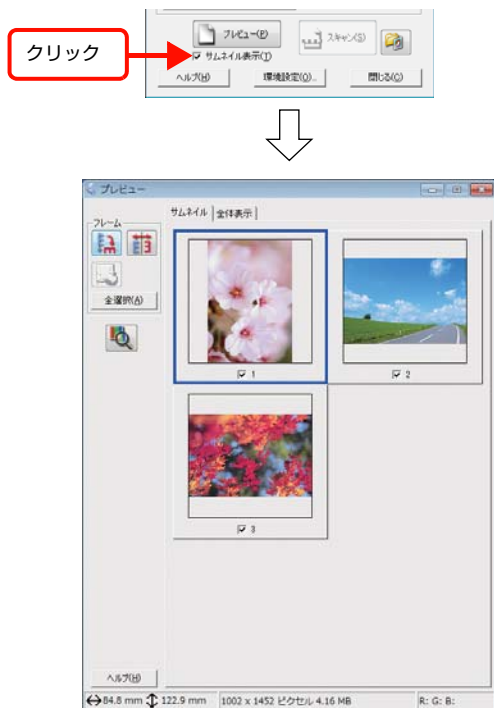 クリック
プレビュー(P)
スキャン(S)
サムネイル表示(T)
ヘルプ(H) 環境設定(O)... 閉じる(C)
プレビュー
フレーム
サムネイル 全体表示
全選択(A)
1
2
3
ヘルプ(H)
84.8 mm 122.9 mm 1002 x 1452 ピクセル 4.16 MB R: G: B: